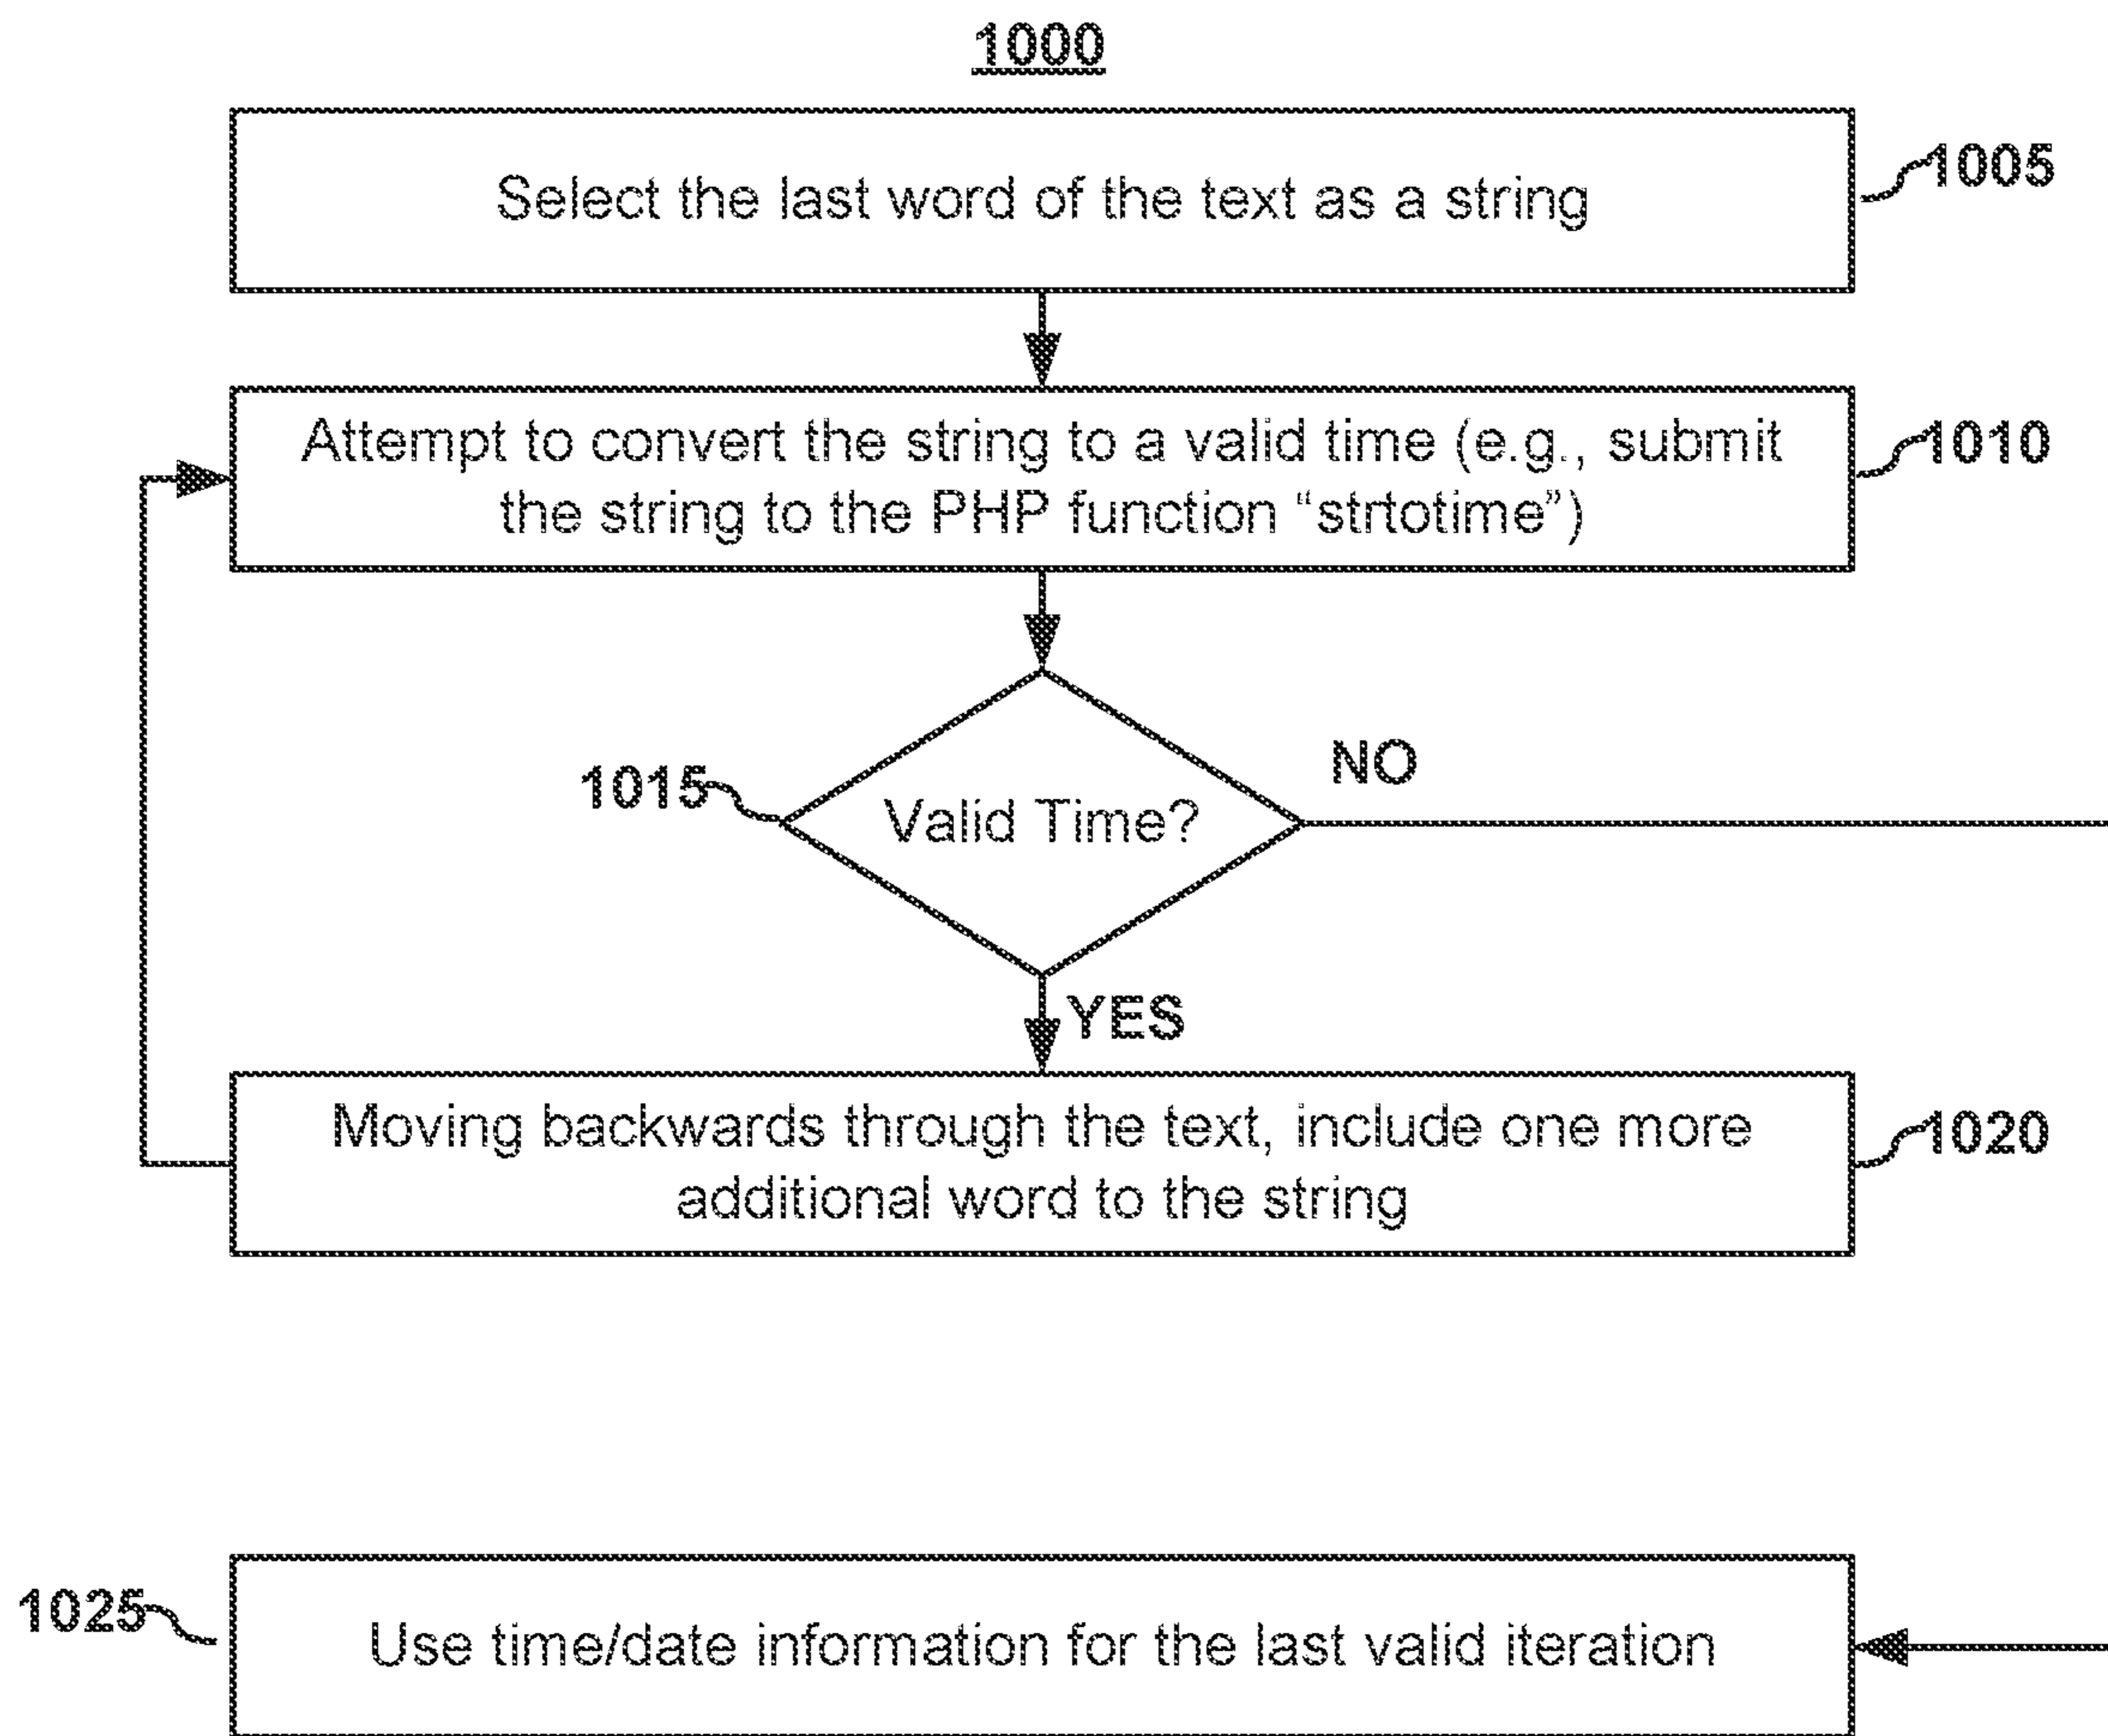 1000
Select the last word of the text as a string
1005
Attempt to convert the string to a valid time (e.g., submit
the string to the PHP function “strtotime”)
1010
Valid Time?
1015
NO
YES
Moving backwards through the text, include one more
additional word to the string
1020
Use time/date information for the last valid iteration
1025